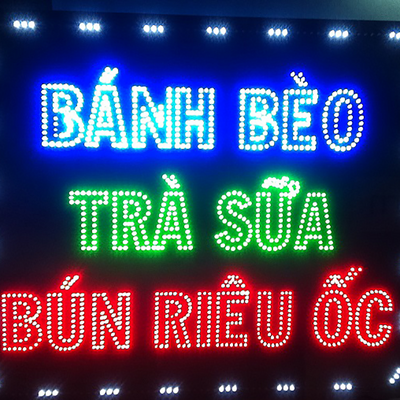 BÁNH BÈO
TRÀ SỮA
BÚN RIÊU ỐC